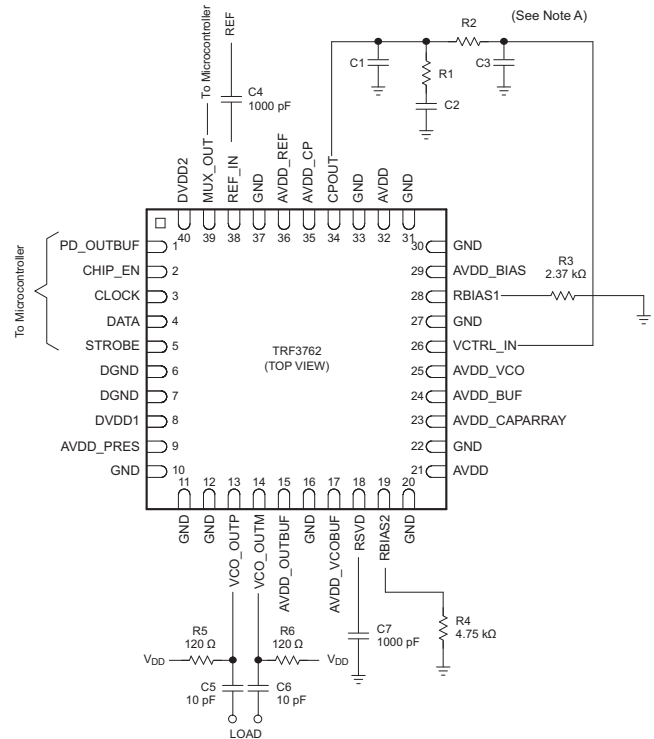 (See Note A)
To Microcontroller
REF
C4
1000 pF
C1
R1
C2
R2
C3
DVDD2
MUX_OUT
REF_IN
GND
AVDD_REF
AVDD_CP
CPOUT
GND
AVDD
GND
40 39 38 37 36 35 34 33 32 31
To Microcontroller
PD_OUTBUF 1
CHIP_EN 2
CLOCK 3
DATA 4
STROBE 5
DGND 6
DGND 7
DVDD1 8
AVDD_PRES 9
GND 10
TRF3762
(TOP VIEW)
30 GND
29 AVDD_BIAS
28 RBIAS1
R3
2.37 kΩ
27 GND
26 VCTRL_IN
25 AVDD_VCO
24 AVDD_BUF
23 AVDD_CAPARRAY
22 GND
21 AVDD
11 12 13 14 15 16 17 18 19 20
GND
GND
VCO_OUTP
VCO_OUTM
AVDD_OUTBUF
GND
AVDD_VCOBUF
RSVD
RBIAS2
GND
R5
120 Ω
R6
120 Ω
VDD
VDD
C5
10 pF
C6
10 pF
LOAD
C7
1000 pF
R4
4.75 kΩ